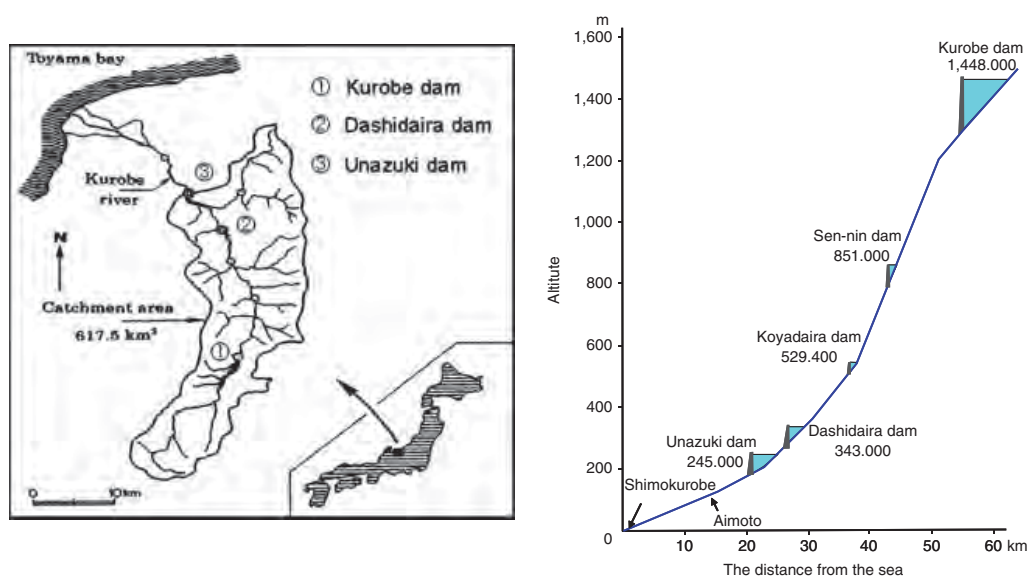 Toyama bay
① Kurobe dam
② Dashidaira dam
③ Unazuki dam
③
Kurobe
river
②
N
Catchment area
617.5 km²
①
0 10km
m
1,600
1,400
1,200
1,000
800
600
400
200
0
Altitute
Kurobe dam
1,448.000
Sen-nin dam
851.000
Koyadaira dam
529.400
Dashidaira dam
343.000
Unazuki dam
245.000
Shimokurobe
Aimoto
10 20 30 40 50 60 km
The distance from the sea